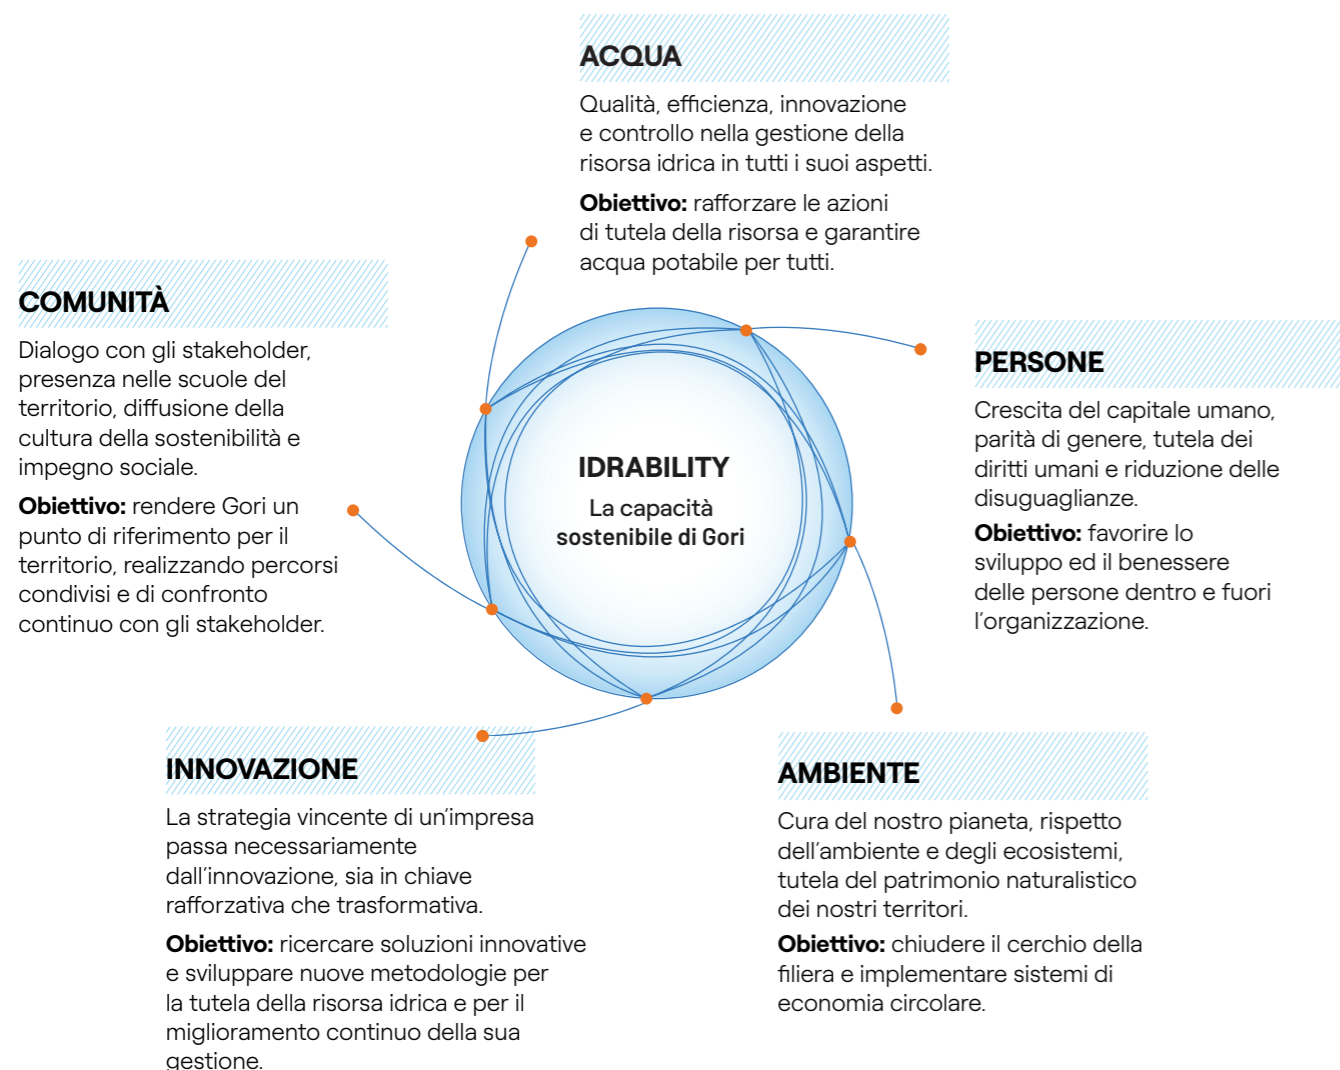 ACQUA
Qualità, efficienza, innovazione
e controllo nella gestione della
risorsa idrica in tutti i suoi aspetti.
Obiettivo: rafforzare le azioni
di tutela della risorsa e garantire
acqua potabile per tutti.
COMUNITÀ
Dialogo con gli stakeholder,
presenza nelle scuole del
territorio, diffusione della
cultura della sostenibilità e
impegno sociale.
Obiettivo: rendere Gori un
punto di riferimento per il
territorio, realizzando percorsi
condivisi e di confronto
continuo con gli stakeholder.
IDRABILITY
La capacità
sostenibile di Gori
PERSONE
Crescita del capitale umano,
parità di genere, tutela dei
diritti umani e riduzione delle
disuguaglianze.
Obiettivo: favorire lo
sviluppo ed il benessere
delle persone dentro e fuori
l'organizzazione.
INNOVAZIONE
La strategia vincente di un'impresa
passa necessariamente
dall'innovazione, sia in chiave
rafforzativa che trasformativa.
Obiettivo: ricercare soluzioni innovative
e sviluppare nuove metodologie per
la tutela della risorsa idrica e per il
miglioramento continuo della sua
gestione.
AMBIENTE
Cura del nostro pianeta, rispetto
dell'ambiente e degli ecosistemi,
tutela del patrimonio naturalistico
dei nostri territori.
Obiettivo: chiudere il cerchio della
filiera e implementare sistemi di
economia circolare.